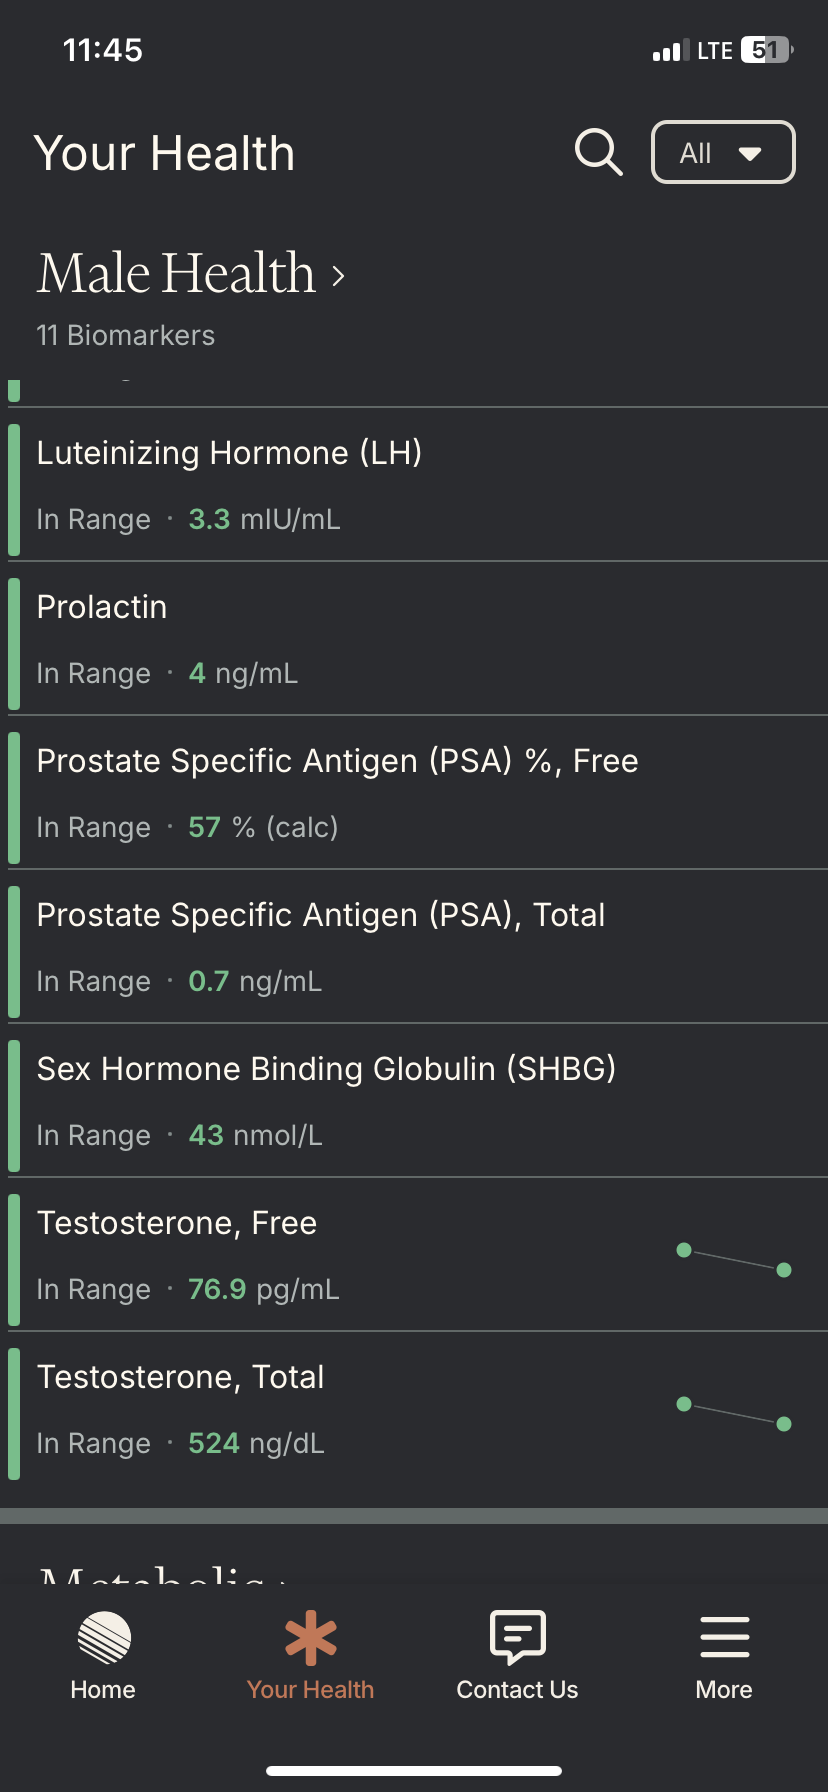 11:45
LTE 51
Your Health
All
Male Health >
11 Biomarkers
Luteinizing Hormone (LH)
In Range · 3.3 mIU/mL
Prolactin
In Range · 4 ng/mL
Prostate Specific Antigen (PSA) %, Free
In Range · 57 % (calc)
Prostate Specific Antigen (PSA), Total
In Range · 0.7 ng/mL
Sex Hormone Binding Globulin (SHBG)
In Range · 43 nmol/L
Testosterone, Free
In Range · 76.9 pg/mL
Testosterone, Total
In Range · 524 ng/dL
Metabolic
Home
Your Health
Contact Us
More